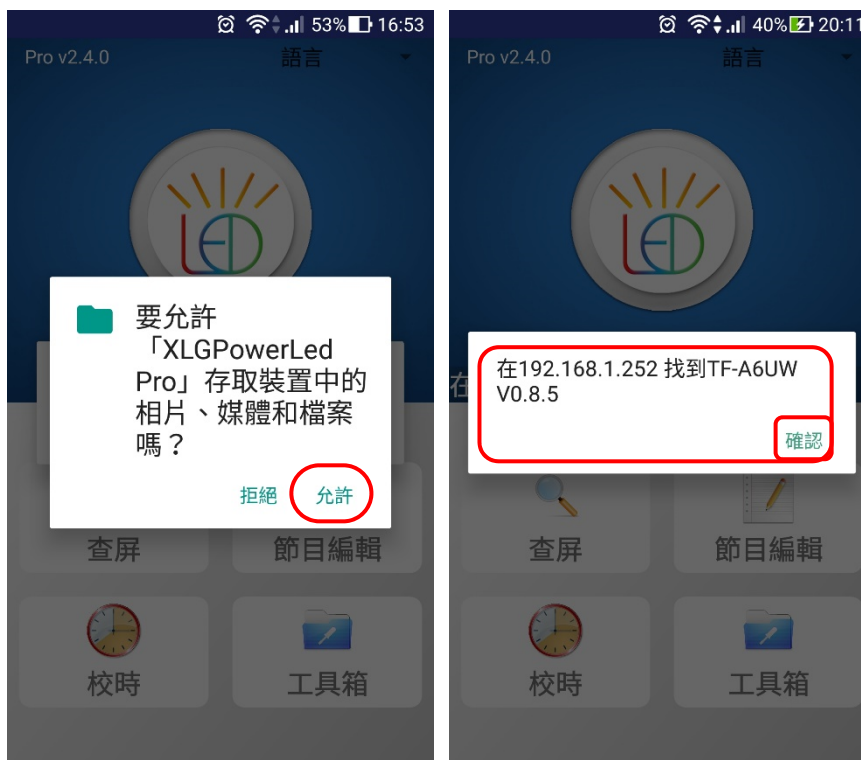 53% 16:53
Pro v2.4.0 語言
LED
要允許
「XLGPowerLed
Pro」存取裝置中的
相片、媒體和檔案
嗎？
拒絕 允許
查屏 節目編輯
校時 工具箱
40% 20:11
Pro v2.4.0 語言
LED
在
在192.168.1.252 找到TF-A6UW
V0.8.5
確認
查屏 節目編輯
校時 工具箱